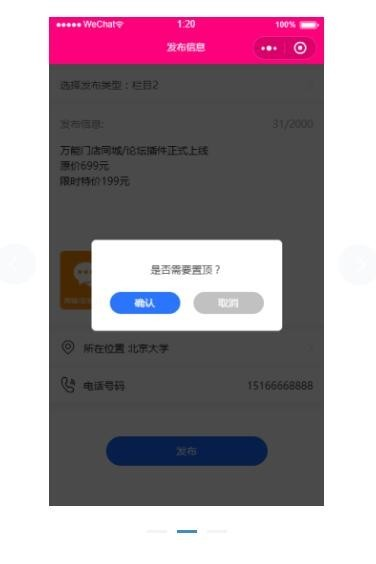 WeChat
1:20
100%
发布信息
选择发布类型：栏目2
发布信息:
31/2000
万能门店同城/论坛插件正式上线
原价699元
限时特价199元
是否需要置顶？
确认
取消
所在位置 北京大学
电话号码
15166668888
发布